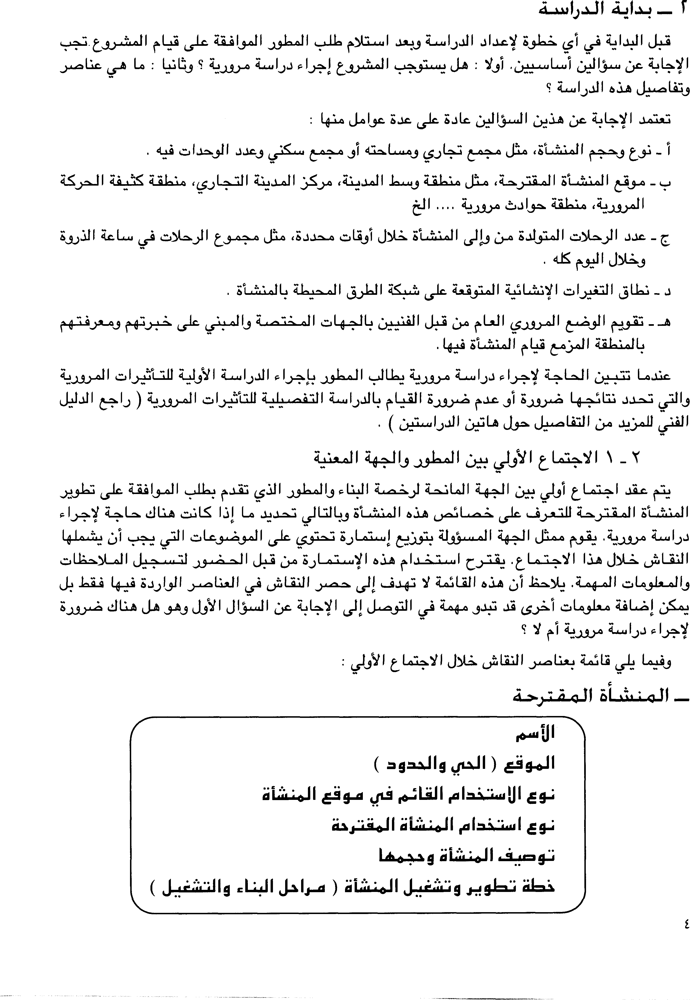 ٢ ــ بداية الدراسة
قبل البداية في أي خطوة لإعداد الدراسة وبعد استلام طلب المطور الموافقة على قيام المشروع تجب
الإجابة عن سؤالين أساسيين. أولا : هل يستوجب المشروع إجراء دراسة مرورية ؟ وثانيا : ما هي عناصر
وتفاصيل هذه الدراسة ؟
تعتمد الإجابة عن هذين السؤالين عادة على عدة عوامل منها :
أ ـ نوع وحجم المنشأة، مثل مجمع تجاري ومساحته أو مجمع سكني وعدد الوحدات فيه .
ب ـ موقع المنشأة المقترحة، مثل منطقة وسط المدينة، مركز المدينة التجاري، منطقة كثيفة الحركة
المرورية، منطقة حوادث مرورية .... الخ
ج ـ عدد الرحلات المتولدة من وإلى المنشأة خلال أوقات محددة، مثل مجموع الرحلات في ساعة الذروة
وخلال اليوم كله .
د ـ نطاق التغيرات الإنشائية المتوقعة على شبكة الطرق المحيطة بالمنشأة .
هـ ـ تقويم الوضع المروري العام من قبل الفنيين بالجهات المختصة والمبني على خبرتهم ومعرفتهم
بالمنطقة المزمع قيام المنشأة فيها.
عندما تتبين الحاجة لإجراء دراسة مرورية يطالب المطور بإجراء الدراسة الأولية للتأثيرات المرورية
والتي تحدد نتائجها ضرورة أو عدم ضرورة القيام بالدراسة التفصيلية للتأثيرات المرورية ( راجع الدليل
الفني للمزيد من التفاصيل حول هاتين الدراستين ) .
٢ ـ ١ الاجتماع الأولي بين المطور والجهة المعنية
يتم عقد اجتماع أولي بين الجهة المانحة لرخصة البناء والمطور الذي تقدم بطلب الموافقة على تطوير
المنشأة المقترحة للتعرف على خصائص هذه المنشأة وبالتالي تحديد ما إذا كانت هناك حاجة لإجراء
دراسة مرورية. يقوم ممثل الجهة المسؤولة بتوزيع إستمارة تحتوي على الموضوعات التي يجب أن يشملها
النقاش خلال هذا الاجتماع. يقترح استخدام هذه الإستمارة من قبل الحضور لتسجيل الملاحظات
والمعلومات المهمة. يلاحظ أن هذه القائمة لا تهدف إلى حصر النقاش في العناصر الواردة فيها فقط بل
يمكن إضافة معلومات أخرى قد تبدو مهمة في التوصل إلى الإجابة عن السؤال الأول وهو هل هناك ضرورة
لإجراء دراسة مرورية أم لا ؟
وفيما يلي قائمة بعناصر النقاش خلال الاجتماع الأولي :
ــ المنشأة المقترحة
الأسم
الموقع ( الحي والحدود )
نوع الاستخدام القائم في موقع المنشأة
نوع استخدام المنشأة المقترحة
توصيف المنشأة وحجمها
خطة تطوير وتشغيل المنشأة ( مراحل البناء والتشغيل )
٤